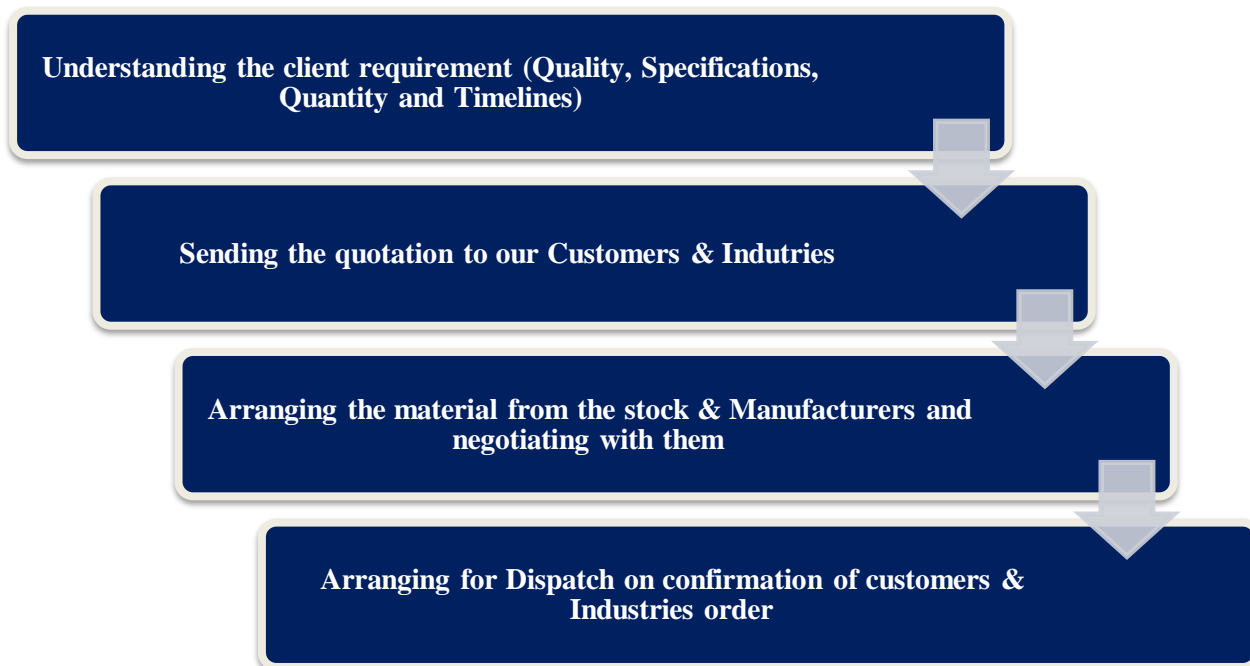 Understanding the client requirement (Quality, Specifications,
Quantity and Timelines)
Sending the quotation to our Customers & Indutries
Arranging the material from the stock & Manufacturers and
negotiating with them
Arranging for Dispatch on confirmation of customers &
Industries order